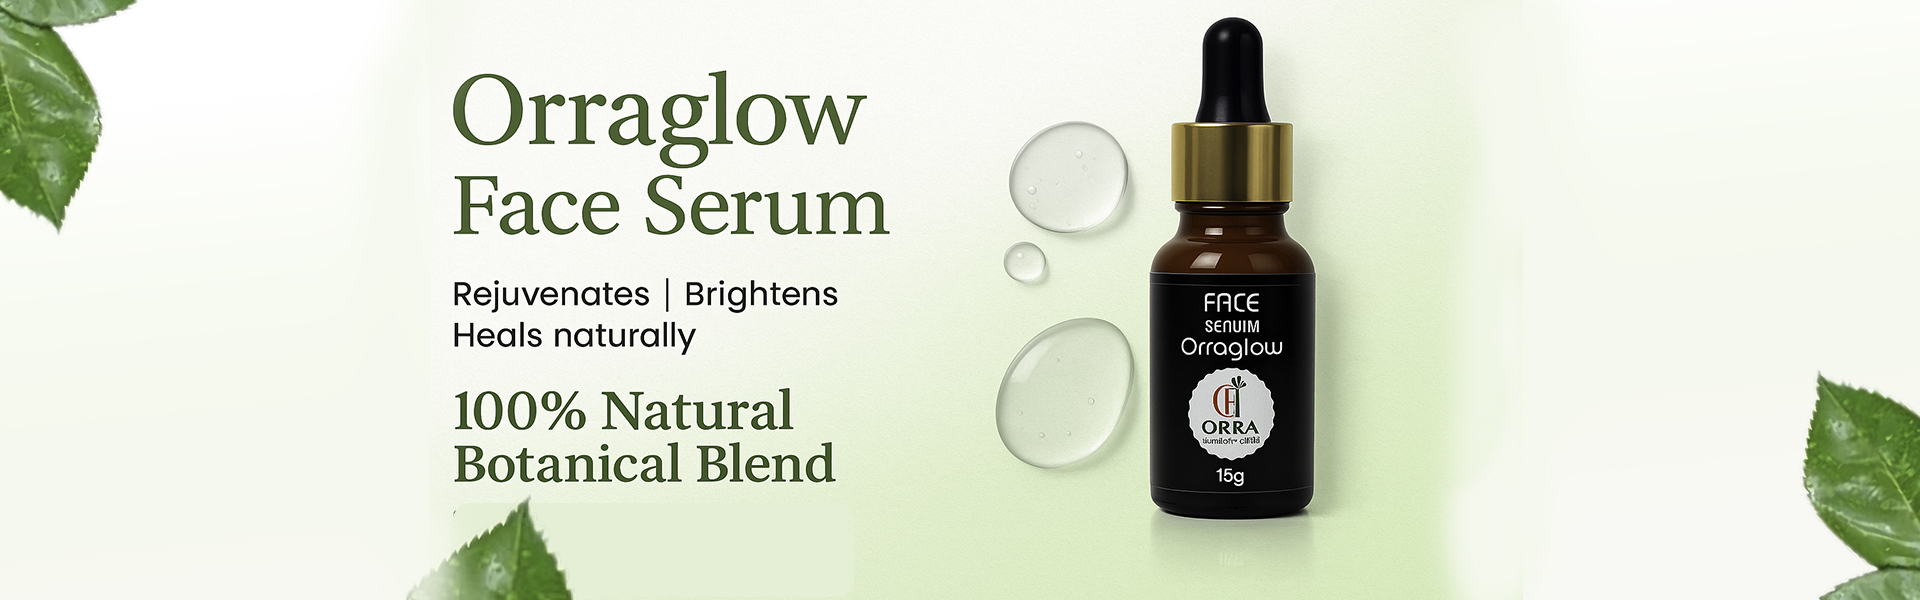 Orraglow
Face Serum
Rejuvenates | Brightens
Heals naturally
100% Natural
Botanical Blend
FACE
SENUIM
Orraglow
ORRA
15g